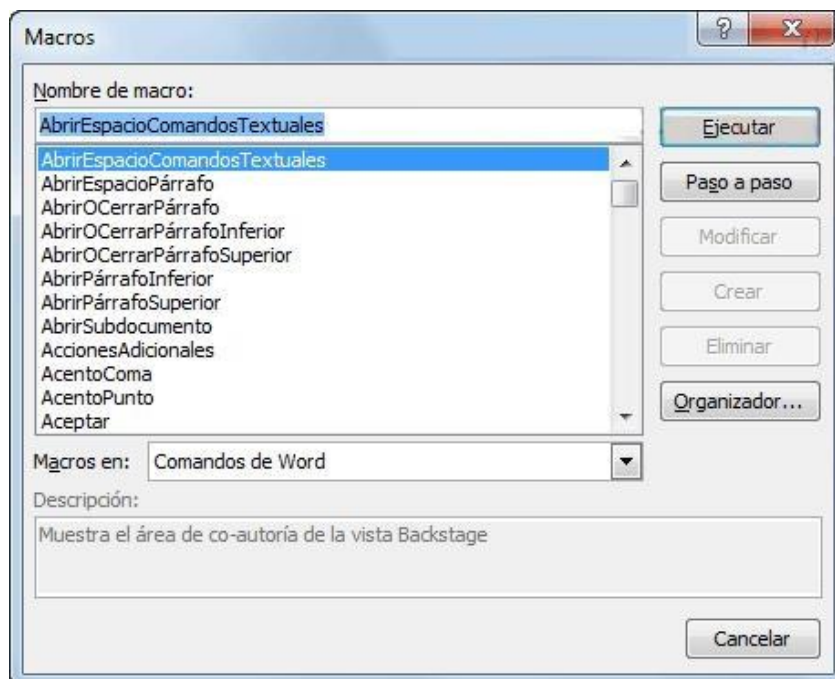 Macros
Nombre de macro:
AbrirEspacioComandosTextuales
AbrirEspacioComandosTextuales
AbrirEspacioPárrafo
AbrirOCerrarPárrafo
AbrirOCerrarPárrafoInferior
AbrirOCerrarPárrafoSuperior
AbrirPárrafoInferior
AbrirPárrafoSuperior
AbrirSubdocumento
AccionesAdicionales
AcentoComa
AcentoPunto
Aceptar
Ejecutar
Paso a paso
Modificar
Crear
Eliminar
Organizador...
Macros en: Comandos de Word
Descripción:
Muestra el área de co-autoría de la vista Backstage
Cancelar